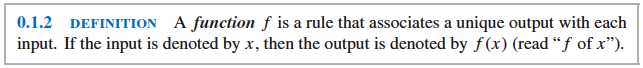 0.1.2 DEFINITION A function f is a rule that associates a unique output with each
input. If the input is denoted by x, then the output is denoted by f(x) (read “f of x”).